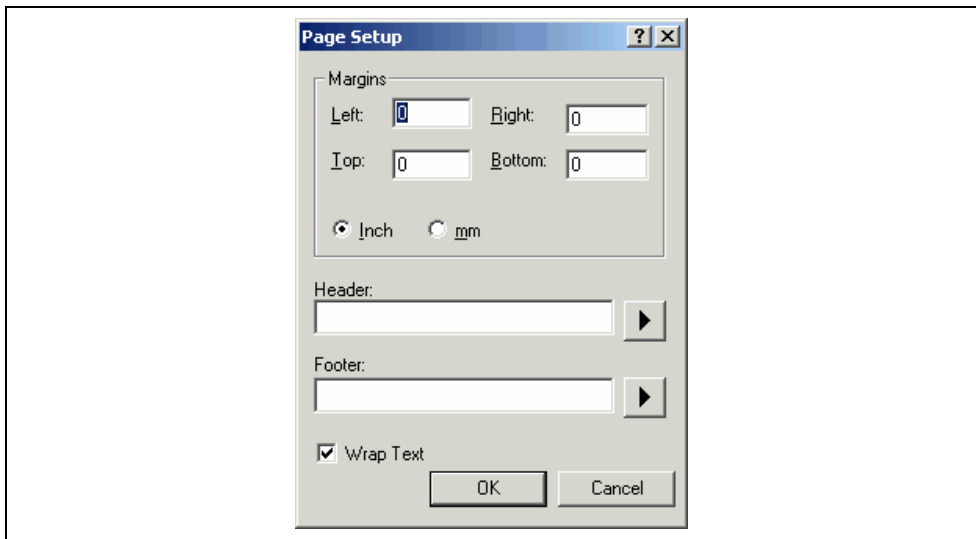 Page Setup ?
Margins
Left: 0 Right: 0
Top: 0 Bottom: 0
Inch mm
Header:
Footer:
Wrap Text
OK Cancel